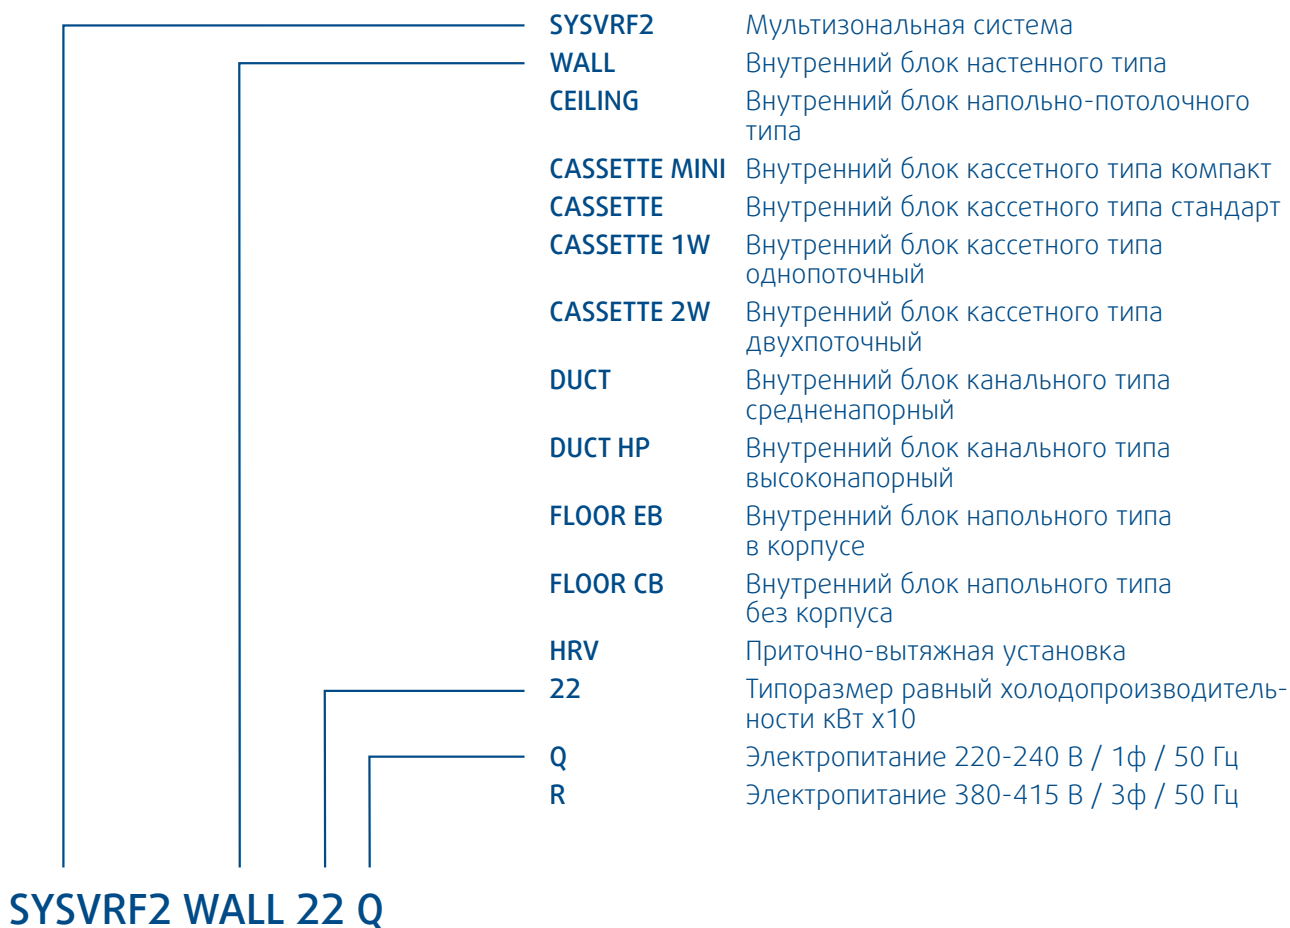 SYSVRF2 Мультизональная система
WALL Внутренний блок настенного типа
CEILING Внутренний блок напольно-потолочного
типа
CASSETTE MINI Внутренний блок кассетного типа компакт
CASSETTE Внутренний блок кассетного типа стандарт
CASSETTE 1W Внутренний блок кассетного типа
однопоточный
CASSETTE 2W Внутренний блок кассетного типа
двухпоточный
DUCT Внутренний блок канального типа
средненапорный
DUCT HP Внутренний блок канального типа
высоконапорный
FLOOR EB Внутренний блок напольного типа
в корпусе
FLOOR CB Внутренний блок напольного типа
без корпуса
HRV Приточно-вытяжная установка
22 Типоразмер равный холодопроизводитель-
ности кВт х10
Q Электропитание 220-240 В / 1ф / 50 Гц
R Электропитание 380-415 В / 3ф / 50 Гц
SYSVRF2 WALL 22 Q